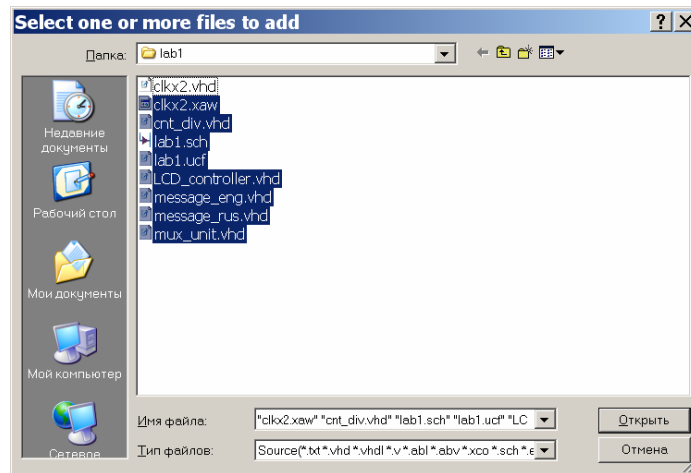 Select one or more files to add
Папка: lab1
clkx2.vhd
clkx2.xaw
cnt_div.vhd
lab1.sch
lab1.ucf
LCD_controller.vhd
message_eng.vhd
message_rus.vhd
mux_unit.vhd
Недавние
документы
Рабочий стол
Мои документы
Мой компьютер
Сетевое
Имя файла: "clkx2.xaw" "cnt_div.vhd" "lab1.sch" "lab1.ucf" "LC Открыть
Тип файлов: Source(*.txt *.vhd *.vhdl *.v *.abl *.abv *.xco *.sch *.e Отмена